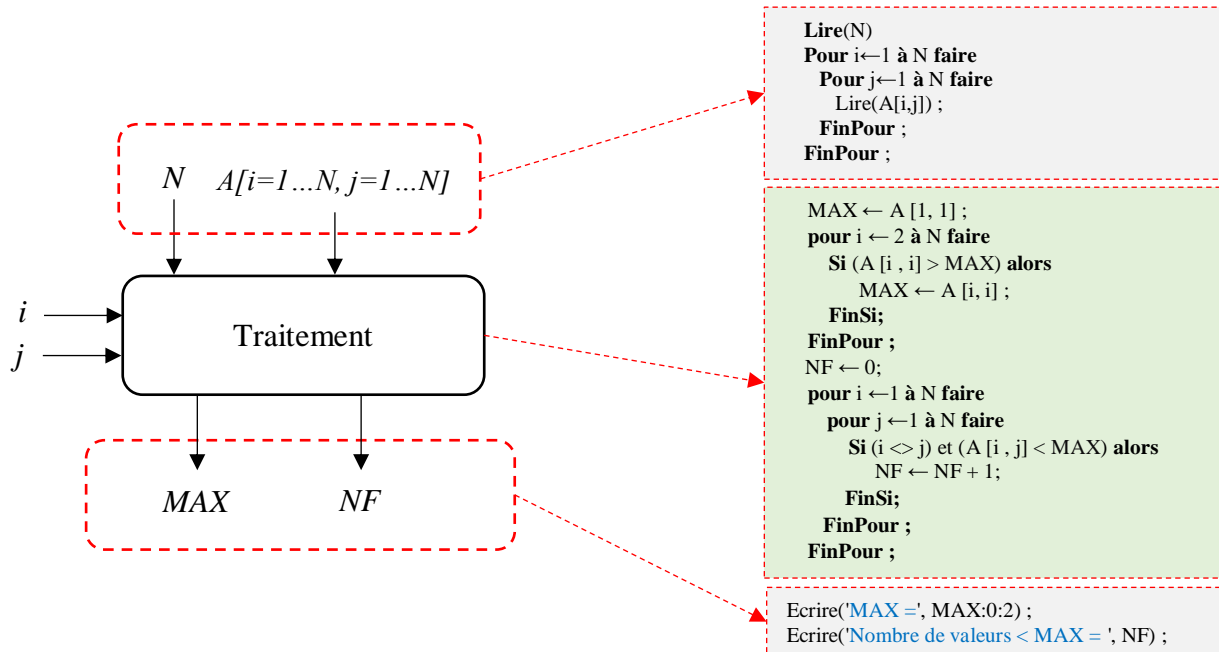 N A[i=1…N, j=1…N]
i
j
Traitement
MAX NF
Lire(N)
Pour i←1 à N faire
Pour j←1 à N faire
Lire(A[i,j]) ;
FinPour ;
FinPour ;
MAX ← A [1, 1] ;
pour i ← 2 à N faire
Si (A [i , i] > MAX) alors
MAX ← A [i, i] ;
FinSi;
FinPour ;
NF ← 0;
pour i ←1 à N faire
pour j ←1 à N faire
Si (i <> j) et (A [i , j] < MAX) alors
NF ← NF + 1;
FinSi;
FinPour ;
FinPour ;
Ecrire('MAX =', MAX:0:2) ;
Ecrire('Nombre de valeurs < MAX = ', NF) ;